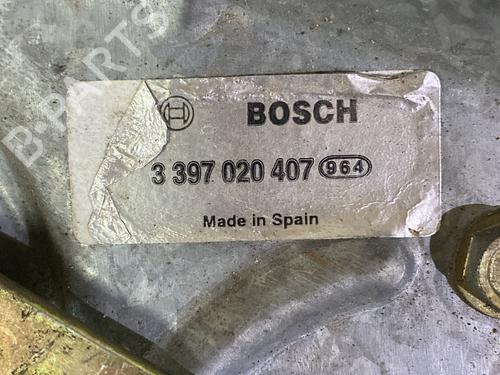 BOSCH
3 397 020 407 964
Made in Spain
B-PARTS